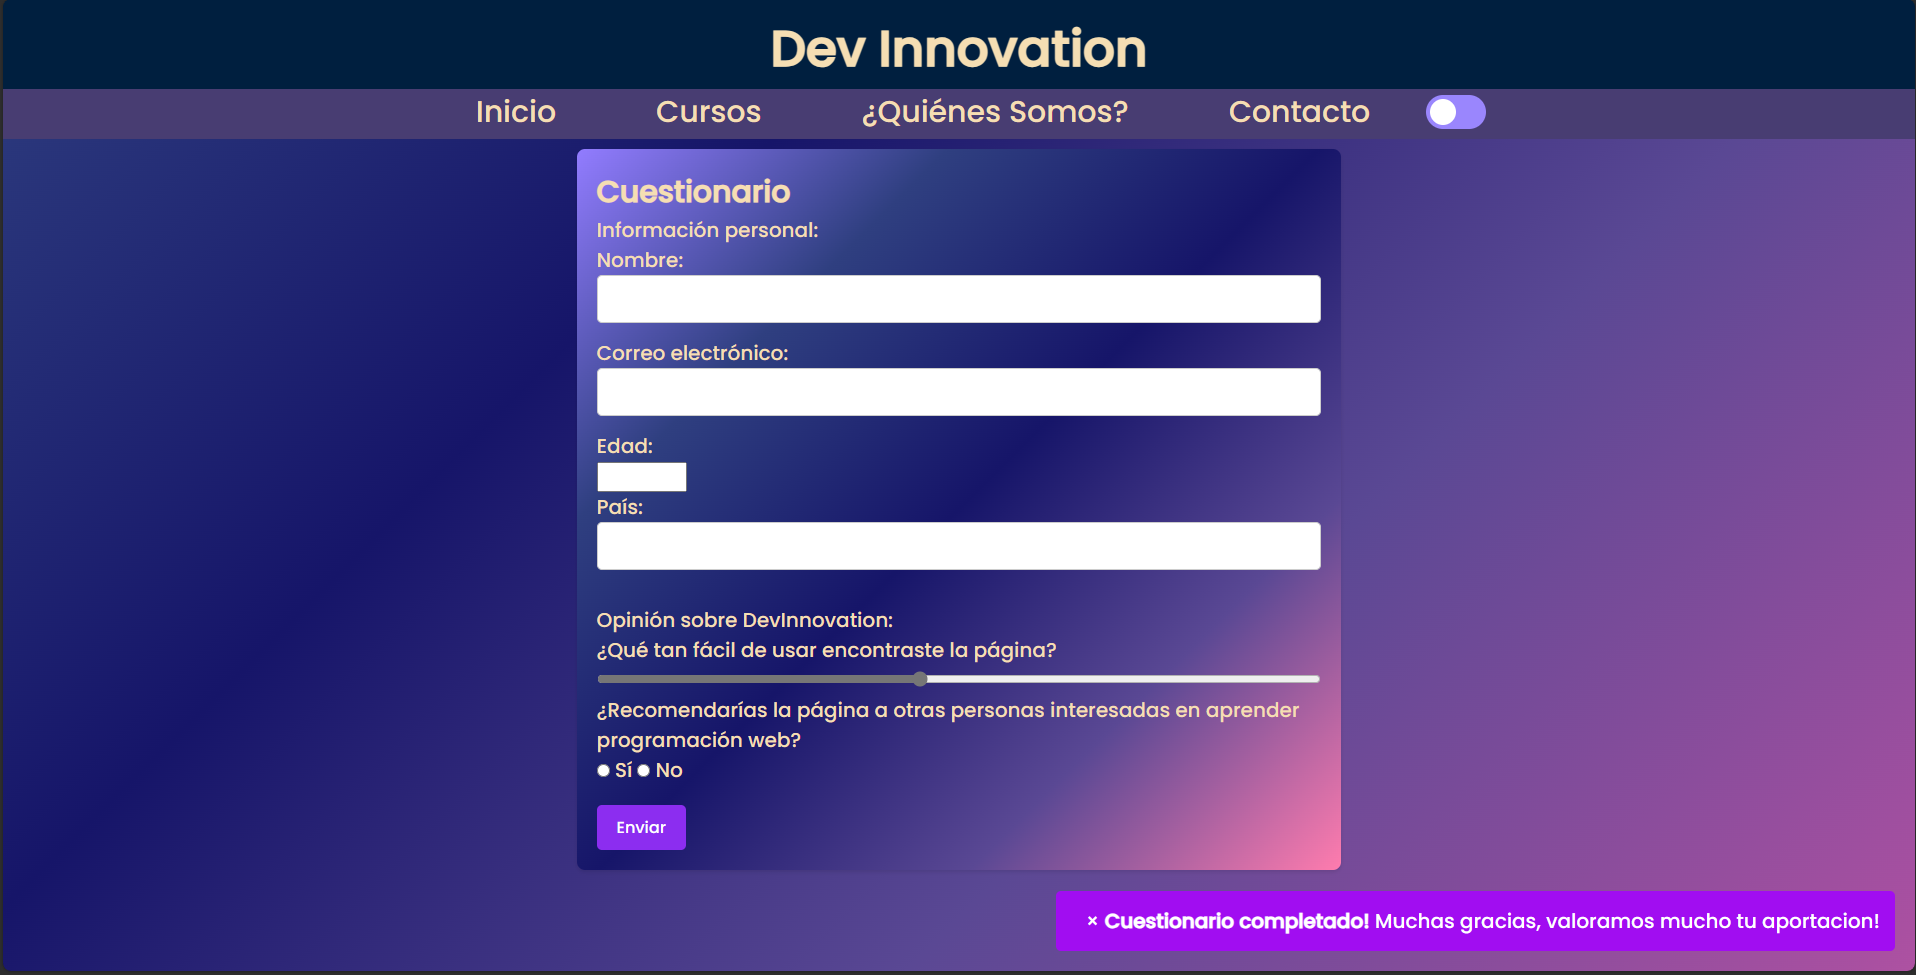 Dev Innovation
Inicio Cursos ¿Quiénes Somos? Contacto
Cuestionario
Información personal:
Nombre:
Correo electrónico:
Edad:
País:
Opinión sobre DevInnovation:
¿Qué tan fácil de usar encontraste la página?
¿Recomendarías la página a otras personas interesadas en aprender
programación web?
Sí No
Enviar
× Cuestionario completado! Muchas gracias, valoramos mucho tu aportacion!